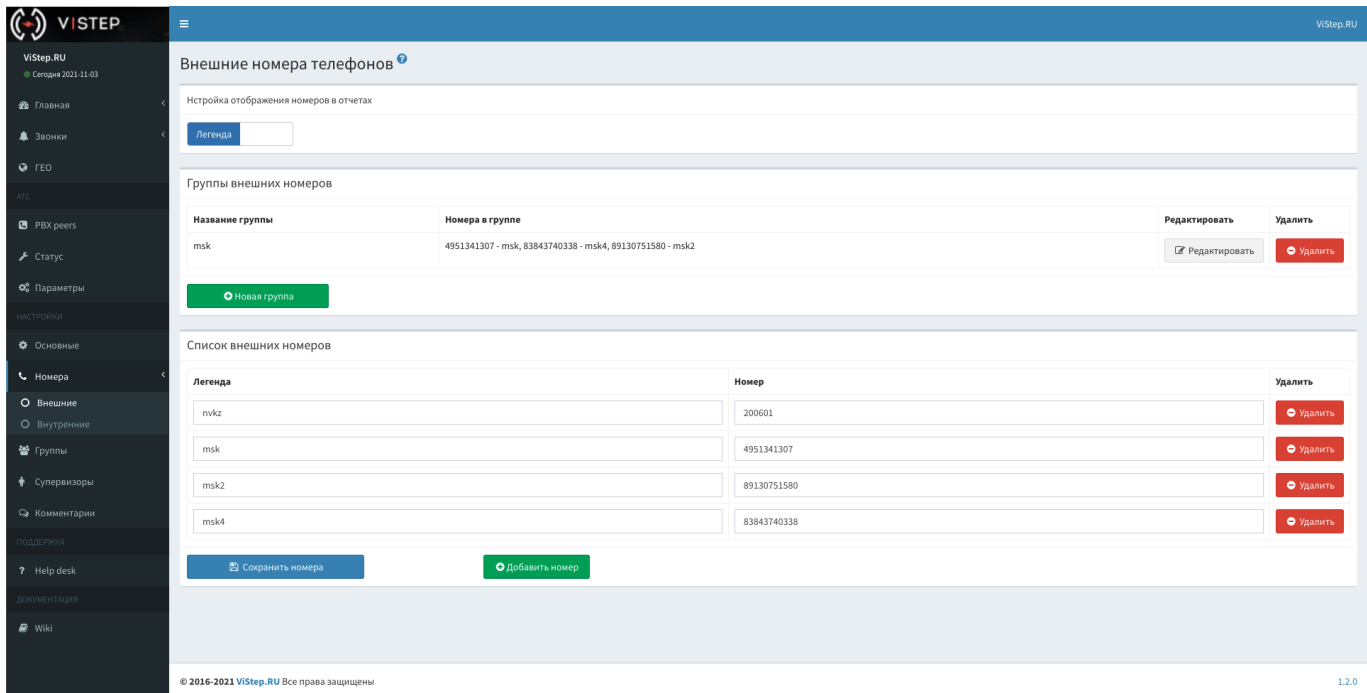 VISTEP
ViStep.RU
ViStep.RU
Сегодня 2021-11-03
Главная
Звонки
ГЕО
АТС
PBX peers
Статус
Параметры
НАСТРОЙКИ
Основные
Номера
Внешние
Внутренние
Группы
Супервизоры
Комментарии
ПОДДЕРЖКА
Help desk
ДОКУМЕНТАЦИЯ
Wiki
Внешние номера телефонов
Нстройка отображения номеров в отчетах
Легенда
Группы внешних номеров
Название группы Номера в группе Редактировать Удалить
msk 4951341307 - msk, 83843740338 - msk4, 89130751580 - msk2 Редактировать Удалить
Новая группа
Список внешних номеров
Легенда Номер Удалить
nvkz 200601 Удалить
msk 4951341307 Удалить
msk2 89130751580 Удалить
msk4 83843740338 Удалить
Сохранить номера Добавить номер
© 2016-2021 ViStep.RU Все права защищены 1.2.0